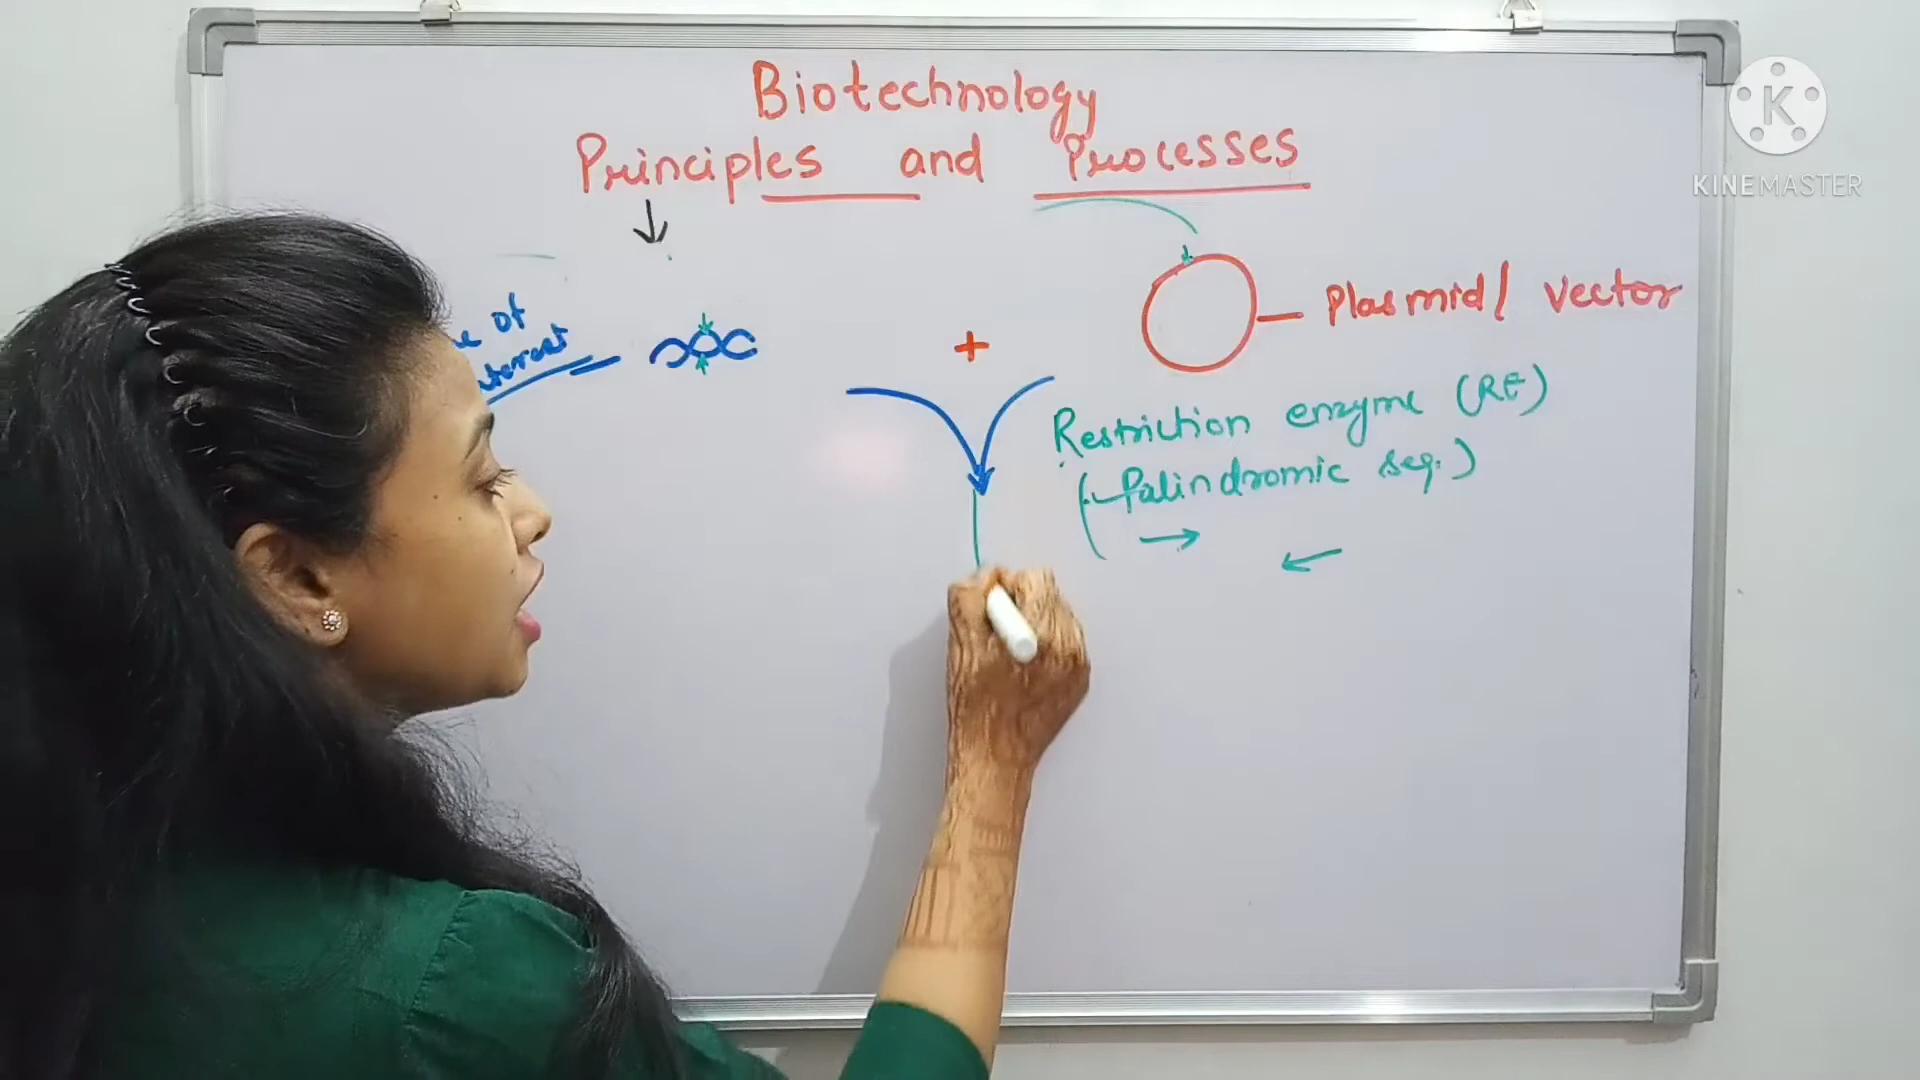 Biotechnology
Principles and Processes
Plasmid / Vector
of
+
Restriction enzyme (RE)
(Palindromic seq.)
KINEMASTER